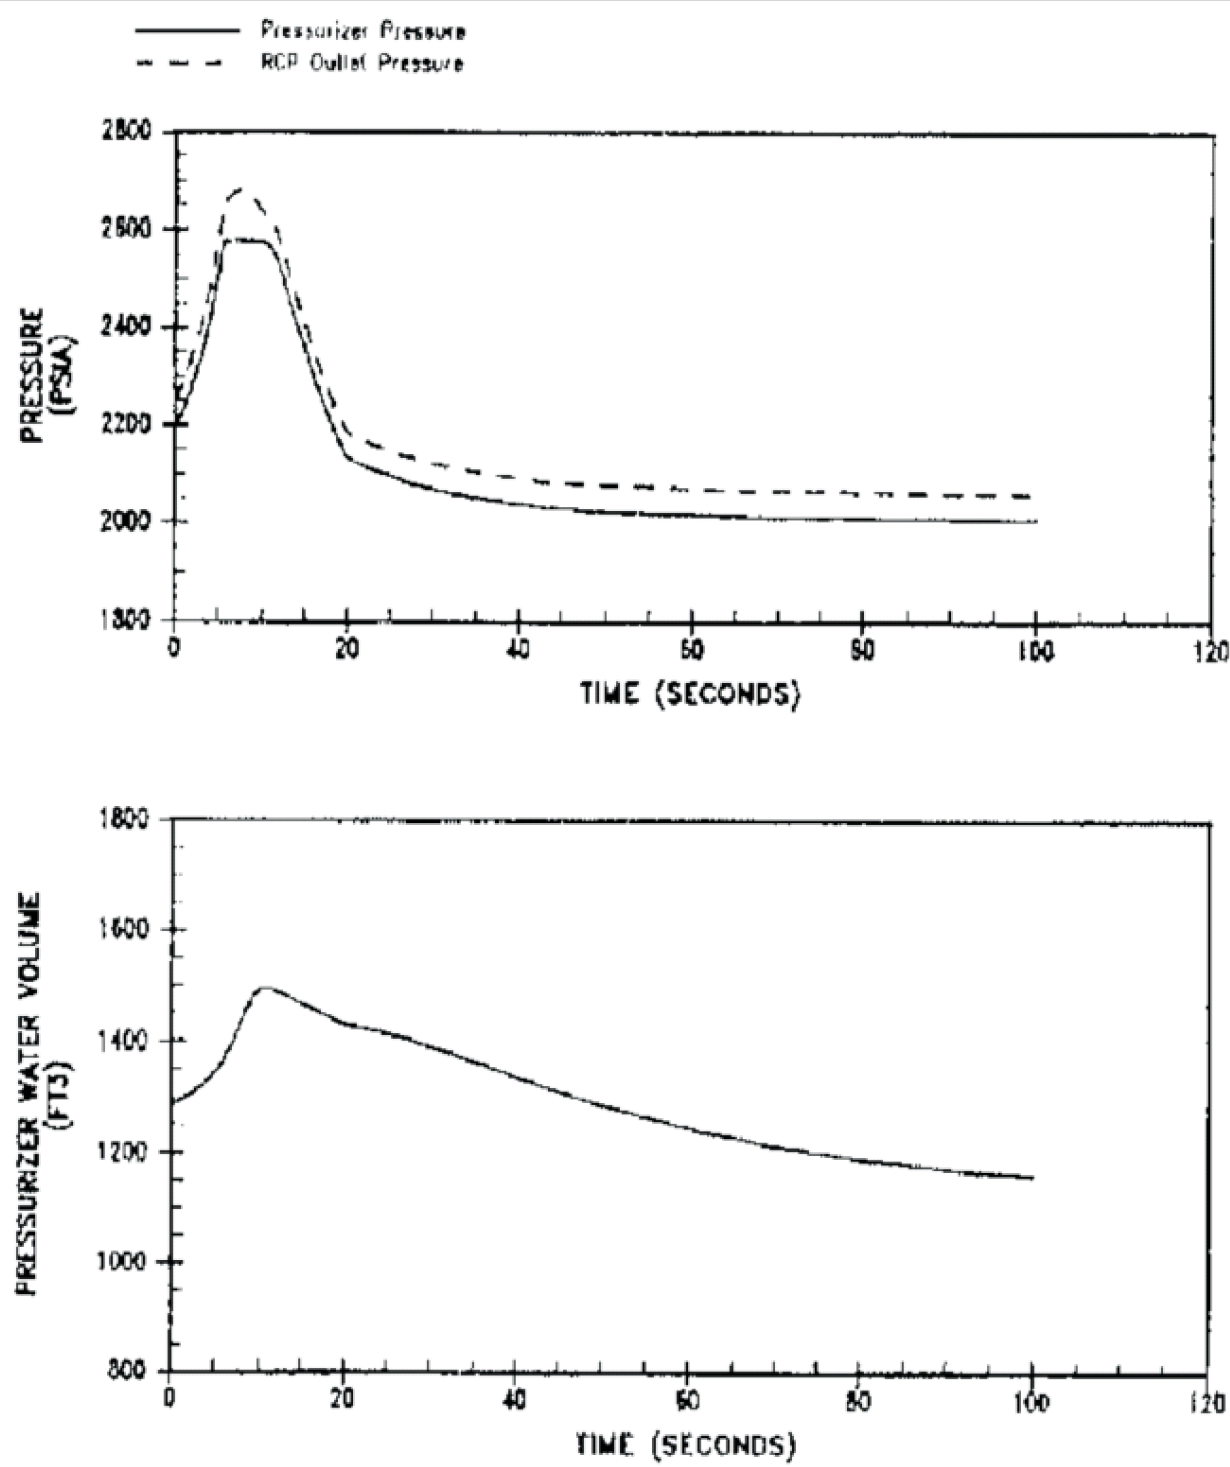 Pressurizer Pressure
RCP Outlet Pressure
2800
2600
2400
2200
2000
1800
PRESSURE
(PSIA)
0 20 40 60 80 100 120
TIME (SECONDS)
1800
1600
1400
1200
1000
800
PRESSURIZER WATER VOLUME
(FT3)
0 20 40 60 80 100 120
TIME (SECONDS)